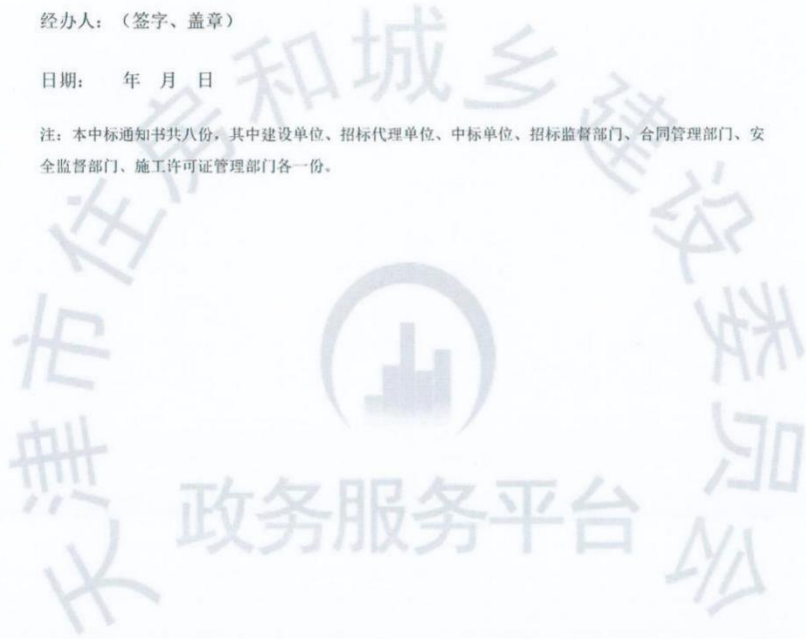 经办人：（签字、盖章）
日期： 年 月 日
注：本中标通知书共八份，其中建设单位、招标代理单位、中标单位、招标监督部门、合同管理部门、安
全监督部门、施工许可证管理部门各一份。
天津市住房和城乡建设委员会
政务服务平台